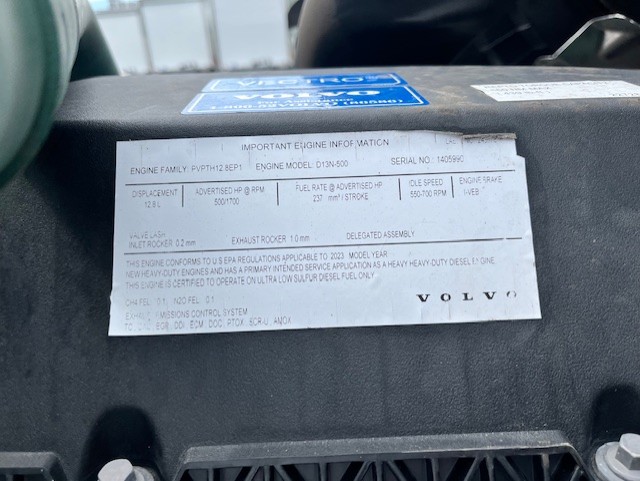 VOLVO
IMPORTANT ENGINE INFORMATION
ENGINE FAMILY: PVPTH12.8EP1 ENGINE MODEL: D13N-500 SERIAL NO: 1405990
DISPLACEMENT ADVERTISED HP @ RPM FUEL RATE @ ADVERTISED HP IDLE SPEED ENGINE BRAKE
12.8 L 500/1700 237 mm³ / STROKE 550-700 RPM I-VEB
VALVE LASH
INLET ROCKER 0.2 mm EXHAUST ROCKER 1.0 mm DELEGATED ASSEMBLY
THIS ENGINE CONFORMS TO U.S EPA REGULATIONS APPLICABLE TO 2023 MODEL YEAR
NEW HEAVY-DUTY ENGINES AND HAS A PRIMARY INTENDED SERVICE APPLICATION AS A HEAVY HEAVY-DUTY DIESEL ENGINE
THIS ENGINE IS CERTIFIED TO OPERATE ON ULTRA LOW SULFUR DIESEL FUEL ONLY
CH4 FEL : 0.1 , N2O FEL : 0.1
VOLVO
EXHAUST EMISSIONS CONTROL SYSTEM
EGR, DDI, ECM, DOC, PTOX, SCR-U, AMOX